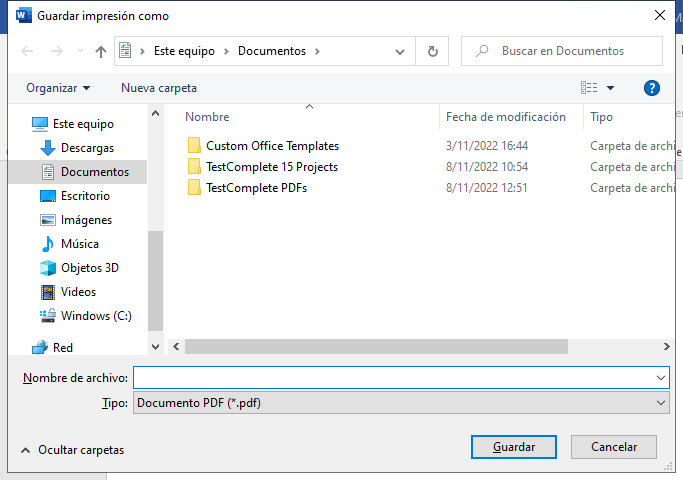 Guardar impresión como
Este equipo
Documentos
Buscar en Documentos
Organizar
Nueva carpeta
Este equipo
Descargas
Documentos
Escritorio
Imágenes
Música
Objetos 3D
Videos
Windows (C:)
Red
Nombre Fecha de modificación Tipo
Custom Office Templates 3/11/2022 16:44 Carpeta de archi
TestComplete 15 Projects 8/11/2022 10:54 Carpeta de archi
TestComplete PDFs 8/11/2022 12:51 Carpeta de archi
Nombre de archivo:
Tipo: Documento PDF (*.pdf)
Ocultar carpetas
Guardar
Cancelar